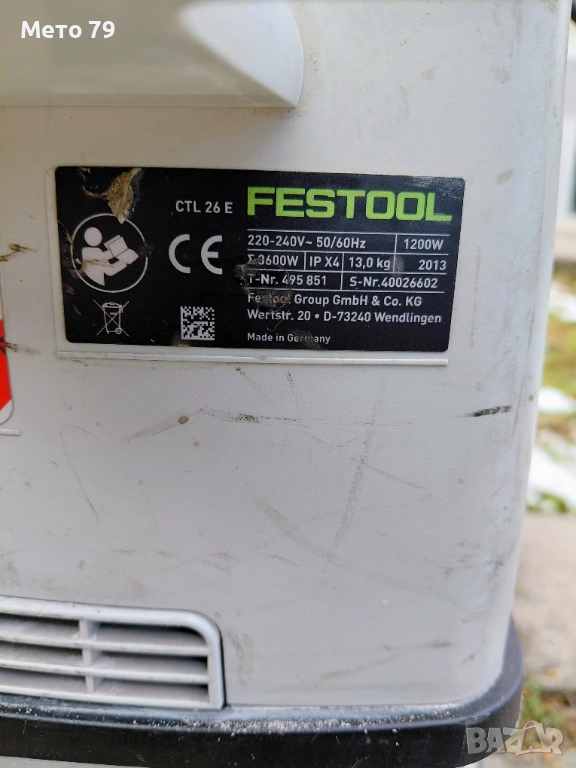 Мето 79
CTL 26 E FESTOOL
220-240V~ 50/60Hz 1200W
Σ 3600W IP X4 13,0 kg 2013
T-Nr. 495 851 S-Nr.40026602
Festool Group GmbH & Co. KG
Wertstr. 20 • D-73240 Wendlingen
Made in Germany
CE
BAZAR